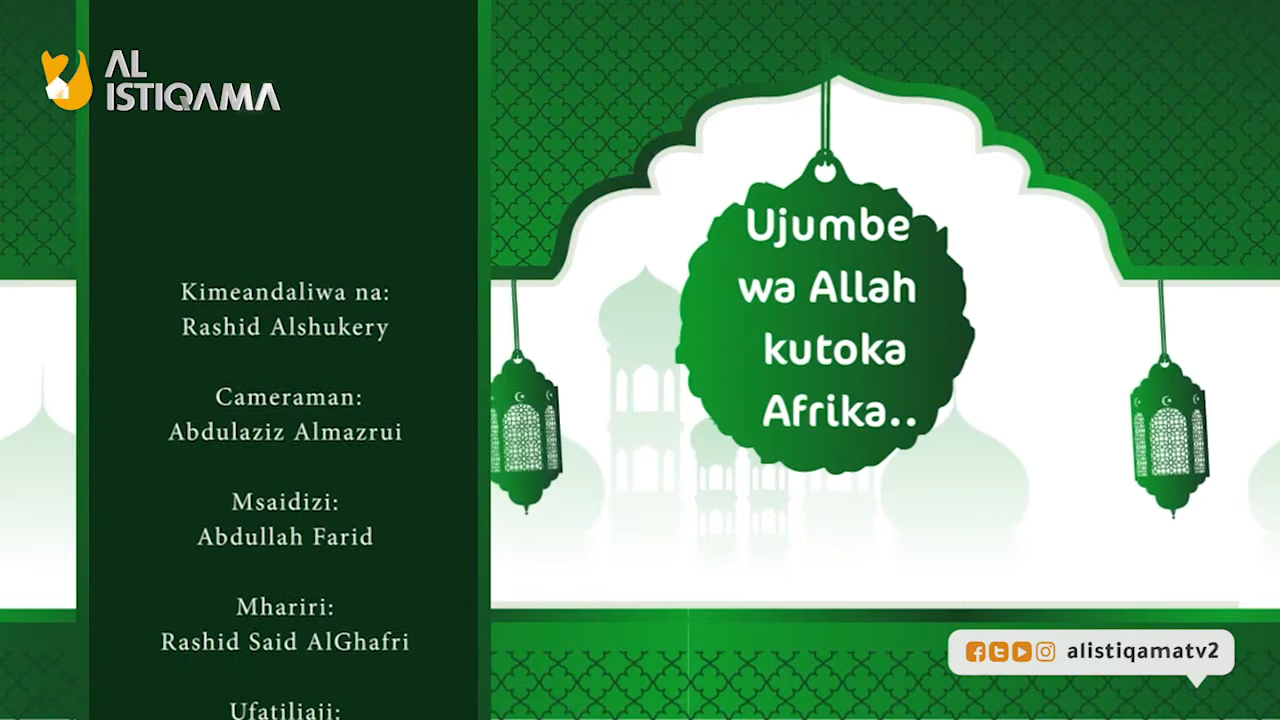 AL
ISTIQAMA
Kimeandaliwa na:
Rashid Alshukery
Cameraman:
Abdulaziz Almazrui
Msaidizi:
Abdullah Farid
Mhariri:
Rashid Said AlGhafri
Ufatiliaji:
Ujumbe
wa Allah
kutoka
Afrika..
alistiqamatv2